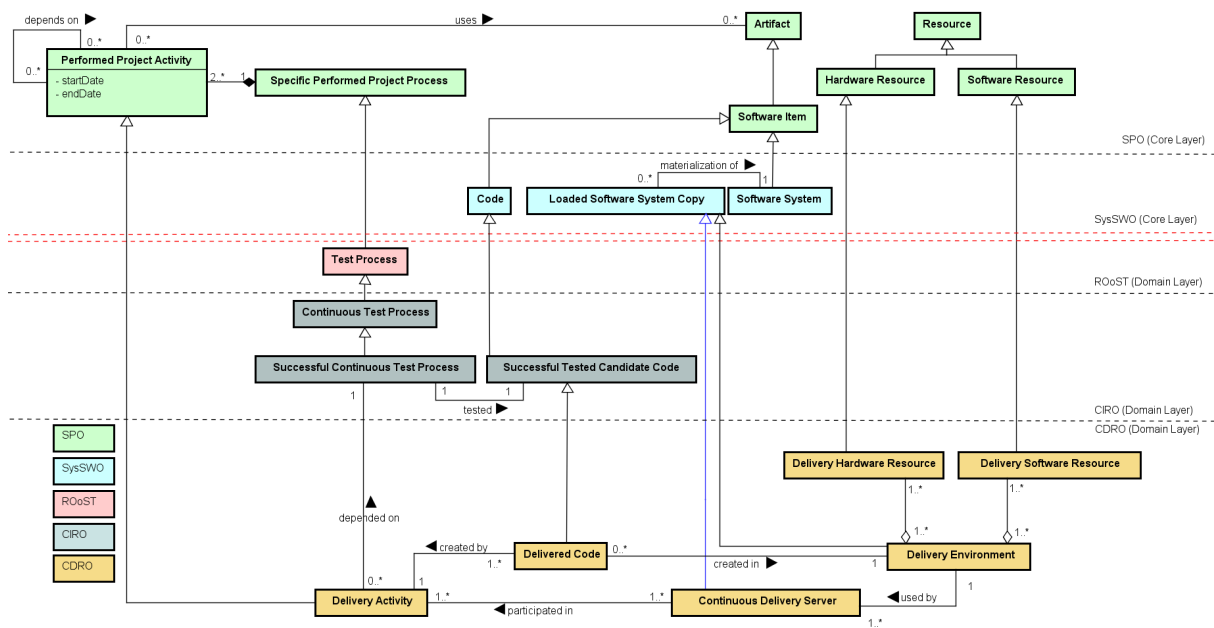 depends on
uses
0..*
0..*
0..*
0..*
Artifact
Resource
Performed Project Activity
- startDate
- endDate
2..*
1
Specific Performed Project Process
Hardware Resource
Software Resource
Software Item
SPO (Core Layer)
materialization of
0..*
1
Code
Loaded Software System Copy
Software System
SysSWO (Core Layer)
Test Process
ROoST (Domain Layer)
Continuous Test Process
Successful Continuous Test Process
Successful Tested Candidate Code
1
1
1
tested
CIRO (Domain Layer)
CDRO (Domain Layer)
SPO
SysSWO
ROoST
CIRO
CDRO
Delivery Hardware Resource
Delivery Software Resource
1..*
1..*
depended on
1..*
1..*
created by
Delivered Code
0..*
Delivery Environment
1..*
created in
1
0..*
1
1
Delivery Activity
1..*
participated in
1..*
Continuous Delivery Server
used by
1..*